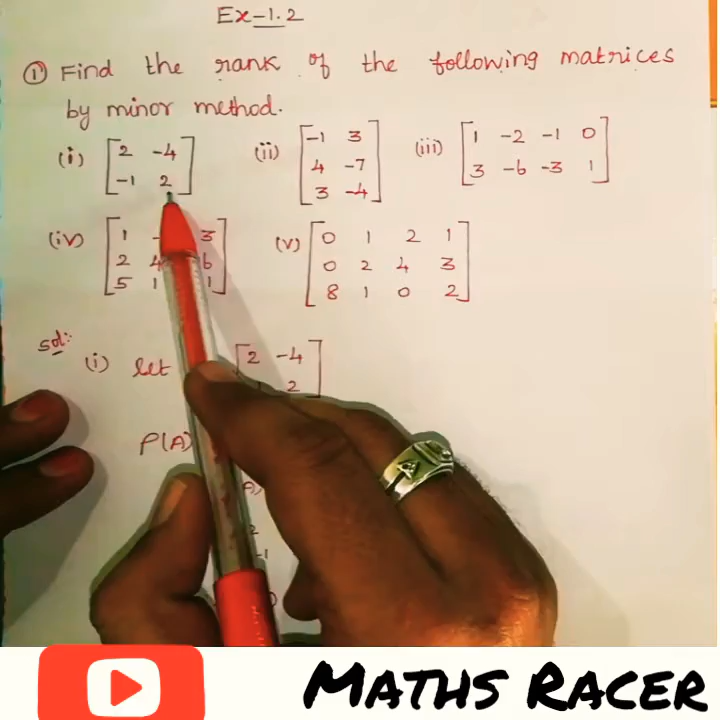 Ex-1.2
① Find the rank of the following matrices
by minor method.
(i) [2 -4 (ii) [-1 3 (iii) [1 -2 -1 0
-1 2] 4 -7 3 -6 -3 1]
3 -4]
(iv) [1 3 (v) [0 1 2 1
2 4 6 0 2 4 3
5 1 1] 8 1 0 2]
Sol:
(i) let [2 -4
2]
P(A)
A)
2
-1
MATHS RACER